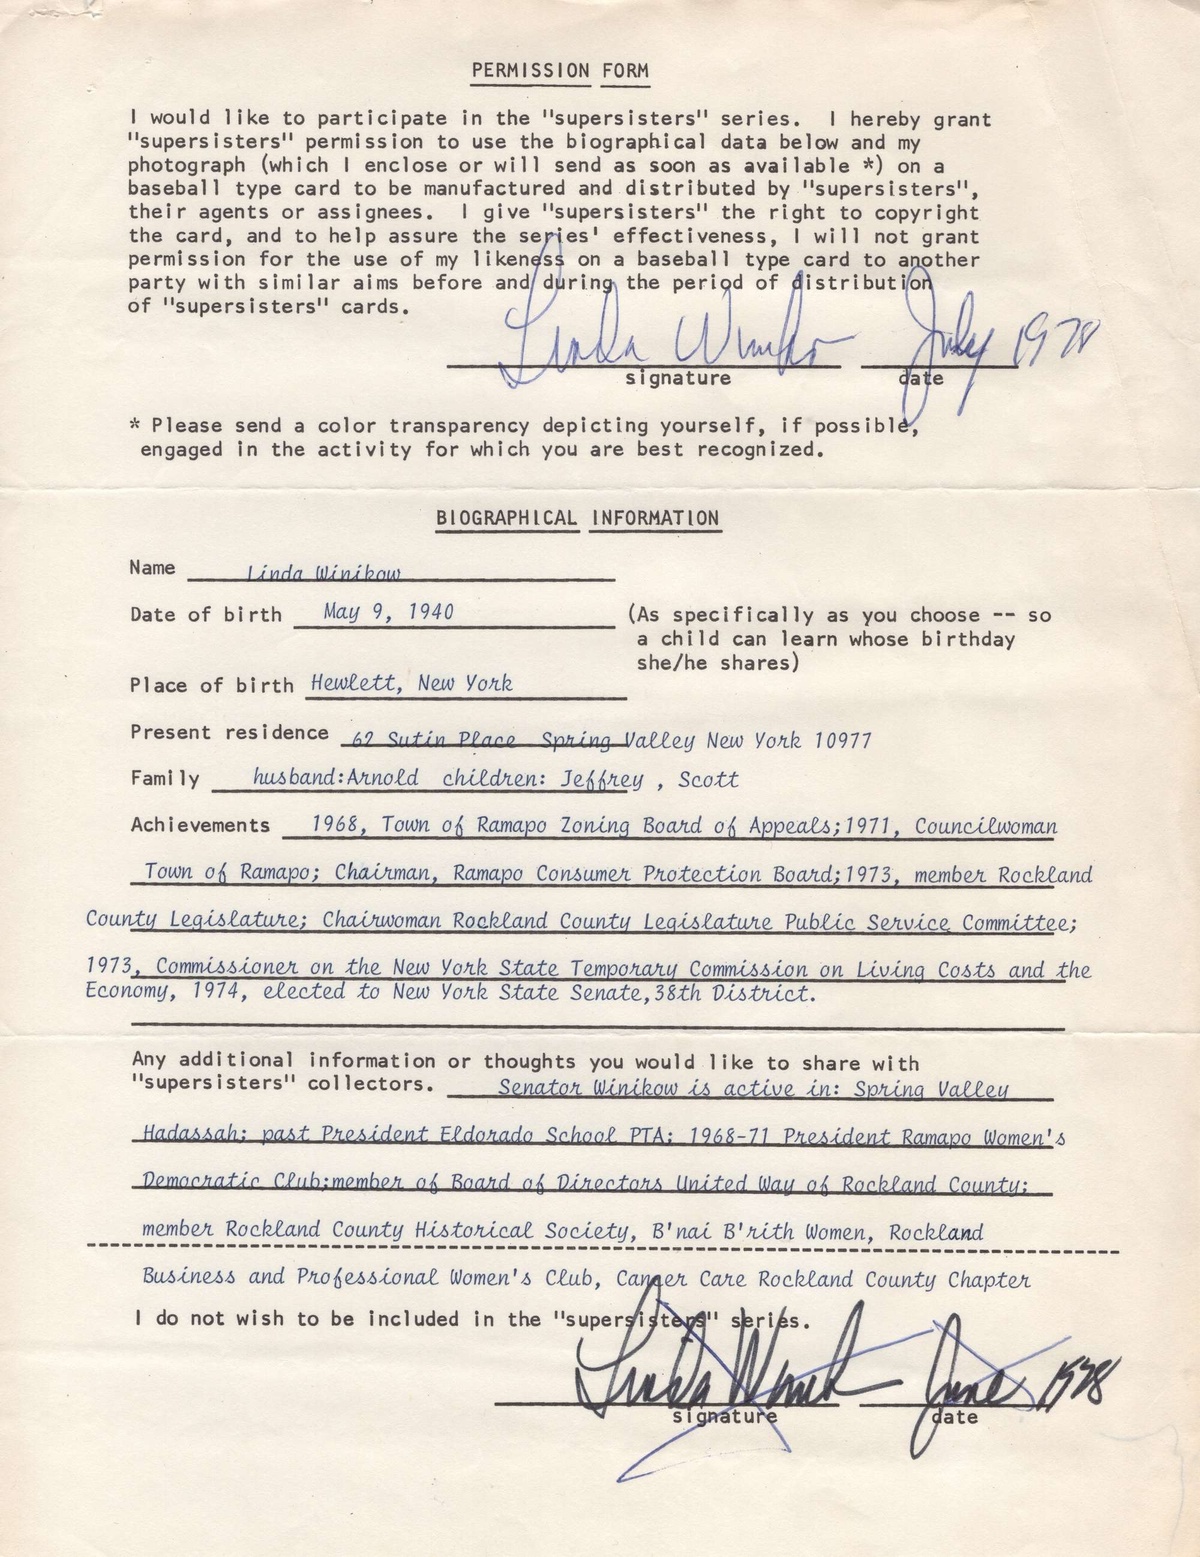 PERMISSION FORM
I would like to participate in the "supersisters" series. I hereby grant
"supersisters" permission to use the biographical data below and my
photograph (which I enclose or will send as soon as available *) on a
baseball type card to be manufactured and distributed by "supersisters",
their agents or assignees. I give "supersisters" the right to copyright
the card, and to help assure the series' effectiveness, I will not grant
permission for the use of my likeness on a baseball type card to another
party with similar aims before and during the period of distribution
of "supersisters" cards.
Linda Winikow July 1978
signature date
* Please send a color transparency depicting yourself, if possible,
engaged in the activity for which you are best recognized.
BIOGRAPHICAL INFORMATION
Name Linda Winikow
Date of birth May 9, 1940 (As specifically as you choose -- so
a child can learn whose birthday
she/he shares)
Place of birth Hewlett, New York
Present residence 62 Sutin Place Spring Valley New York 10977
Family husband:Arnold children: Jeffrey , Scott
Achievements 1968, Town of Ramapo Zoning Board of Appeals;1971, Councilwoman
Town of Ramapo; Chairman, Ramapo Consumer Protection Board;1973, member Rockland
County Legislature; Chairwoman Rockland County Legislature Public Service Committee;
1973, Commissioner on the New York State Temporary Commission on Living Costs and the
Economy, 1974, elected to New York State Senate,38th District.
Any additional information or thoughts you would like to share with
"supersisters" collectors. Senator Winikow is active in: Spring Valley
Hadassah; past President Eldorado School PTA; 1968-71 President Ramapo Women's
Democratic Club;member of Board of Directors United Way of Rockland County;
member Rockland County Historical Society, B'nai B'rith Women, Rockland
Business and Professional Women's Club, Cancer Care Rockland County Chapter
I do not wish to be included in the "supersisters" series.
Linda Winikow June 1978
signature date